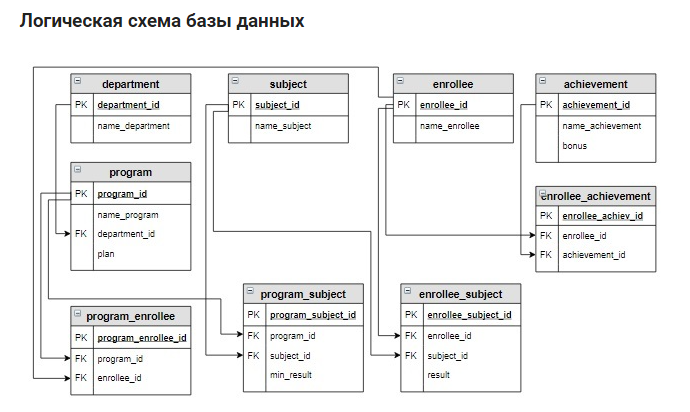 Логическая схема базы данных
department
PK department_id
name_department
subject
PK subject_id
name_subject
enrollee
PK enrollee_id
name_enrollee
achievement
PK achievement_id
name_achievement
bonus
program
PK program_id
name_program
FK department_id
plan
enrollee_achievement
PK enrollee_achiev_id
FK enrollee_id
FK achievement_id
program_enrollee
PK program_enrollee_id
FK program_id
FK enrollee_id
program_subject
PK program_subject_id
FK program_id
FK subject_id
min_result
enrollee_subject
PK enrollee_subject_id
FK enrollee_id
FK subject_id
result